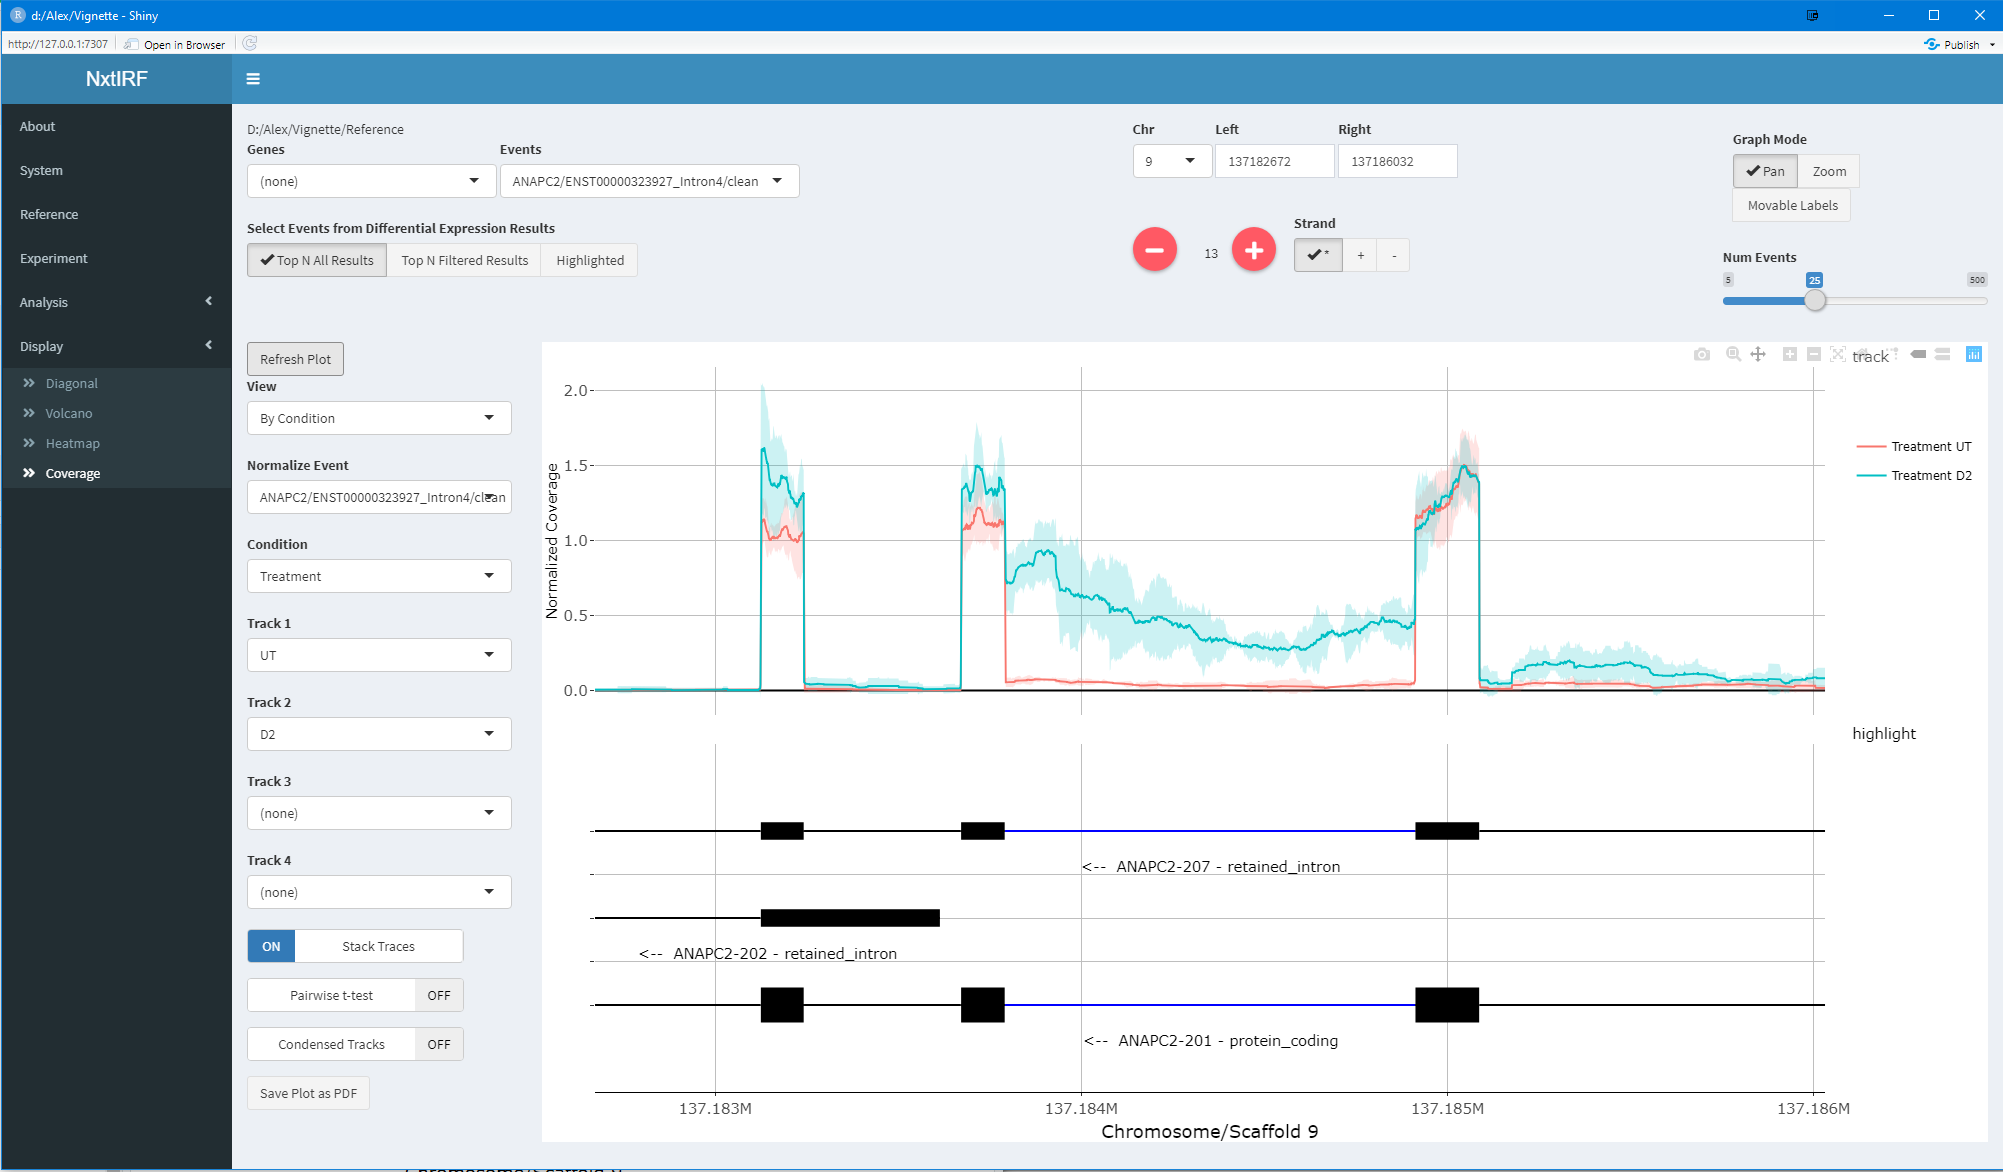 d:/Alex/Vignette - Shiny
http://127.0.0.1:7307
Open in Browser
Publish
NxtIRF
About
System
Reference
Experiment
Analysis
Display
Diagonal
Volcano
Heatmap
Coverage
D:/Alex/Vignette/Reference
Genes
(none)
Events
ANAPC2/ENST00000323927_Intron4/clean
Select Events from Differential Expression Results
Top N All Results
Top N Filtered Results
Highlighted
Chr
9
Left
137182672
Right
137186032
13
Strand
*
+
-
Graph Mode
Pan
Zoom
Movable Labels
Num Events
5
25
500
Refresh Plot
View
By Condition
Normalize Event
ANAPC2/ENST00000323927_Intron4/clean
Condition
Treatment
Track 1
UT
Track 2
D2
Track 3
(none)
Track 4
(none)
ON
Stack Traces
Pairwise t-test
OFF
Condensed Tracks
OFF
Save Plot as PDF
track
2.0
1.5
1.0
0.5
0.0
Normalized Coverage
Treatment UT
Treatment D2
highlight
<-- ANAPC2-207 - retained_intron
<-- ANAPC2-202 - retained_intron
<-- ANAPC2-201 - protein_coding
137.183M
137.184M
137.185M
137.186M
Chromosome/Scaffold 9